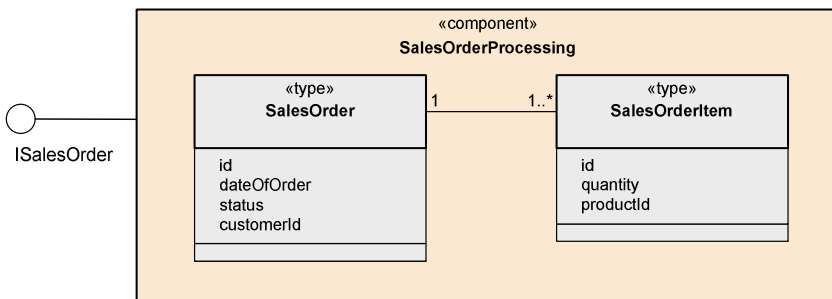 «component»
SalesOrderProcessing
«type»
SalesOrder
1
1..*
«type»
SalesOrderItem
ISalesOrder
id
dateOfOrder
status
customerId
id
quantity
productId